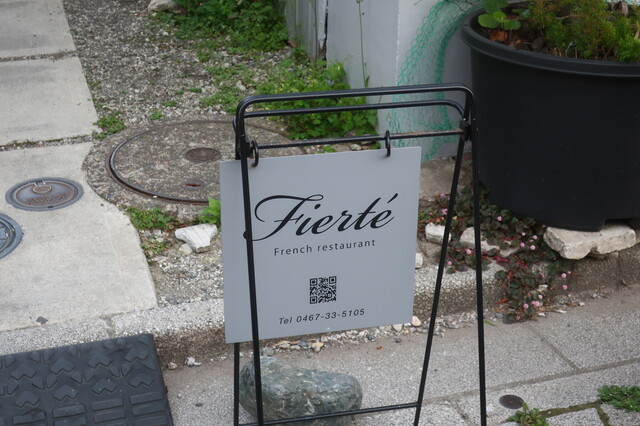 Fierté
French restaurant
Tel 0467-33-5105